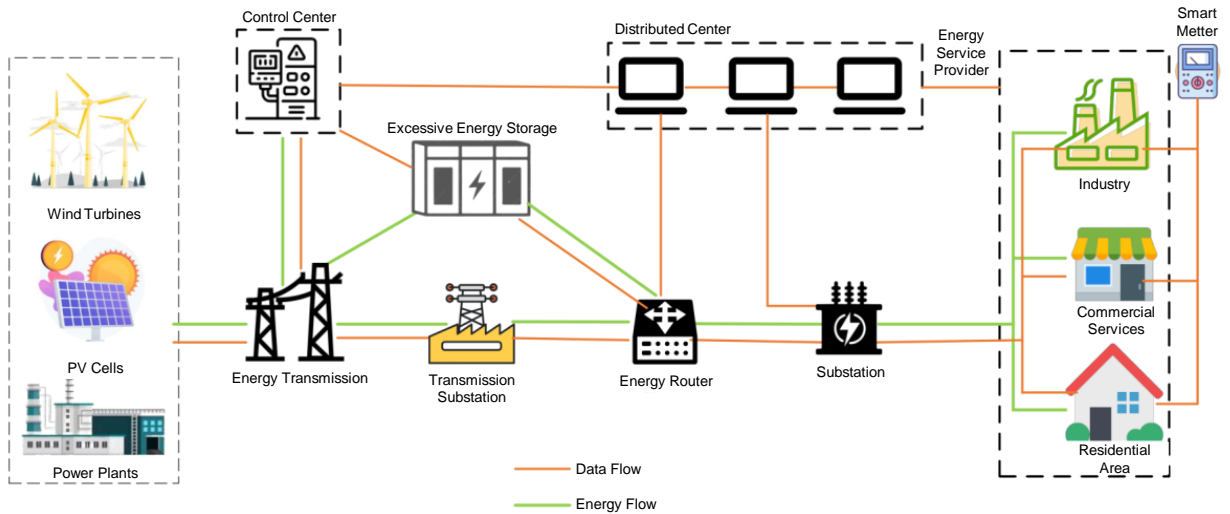 Control Center
Distributed Center
Energy
Service
Provider
Smart
Metter
Excessive Energy Storage
Wind Turbines
Industry
PV Cells
Energy Transmission
Transmission
Substation
Energy Router
Substation
Commercial
Services
Power Plants
Residential
Area
Data Flow
Energy Flow